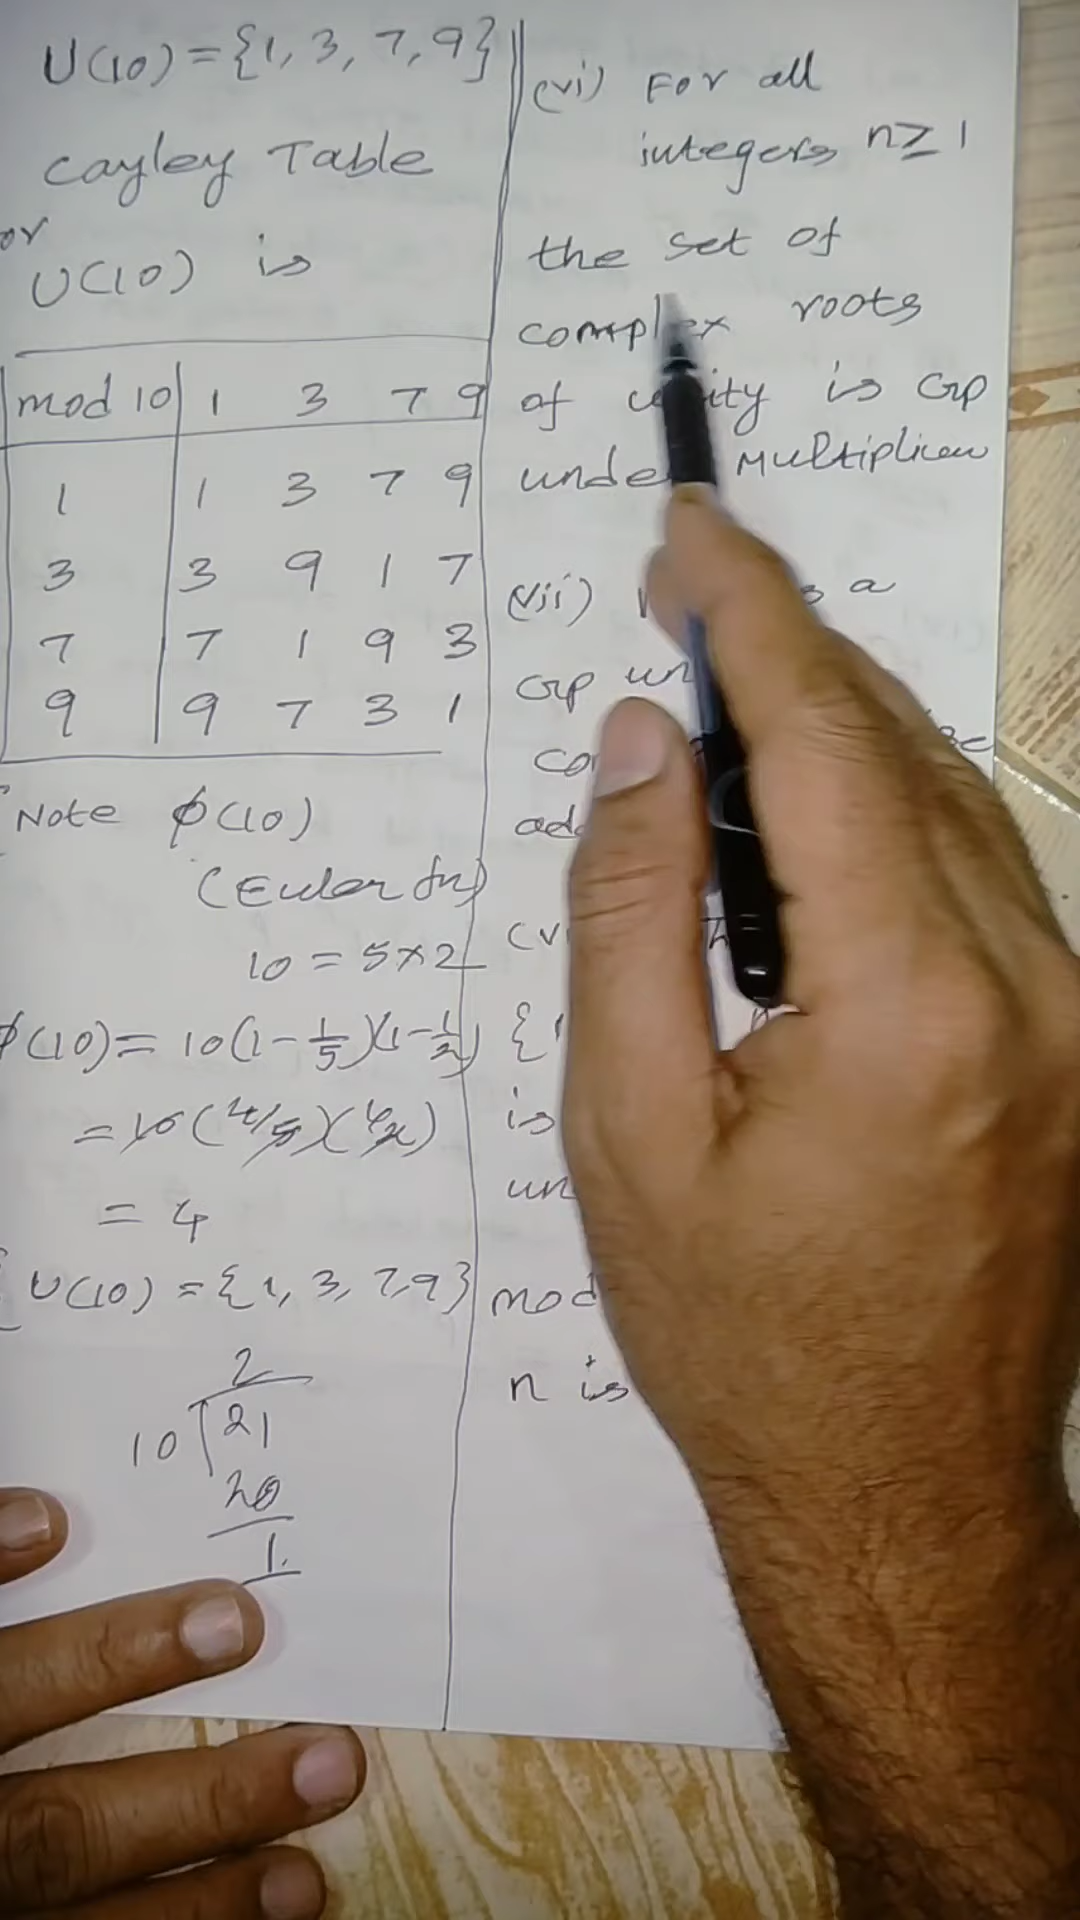 U(10) = {1, 3, 7, 9}
Cayley Table
or
U(10) is
mod 10 1 3 7 9
1 1 3 7 9
3 3 9 1 7
7 7 1 9 3
9 9 7 3 1
Note φ(10)
(Euler fn)
10 = 5×2
φ(10) = 10(1-1/5)(1-1/2)
= 10(4/5)(1/2)
= 4
U(10) = {1, 3, 7, 9}
2
10 21
20
1.
(vi) For all
integers n ≥ 1
the set of
complex roots
of unity is Grp
under
(vii) a
Grp
is
mod
n is